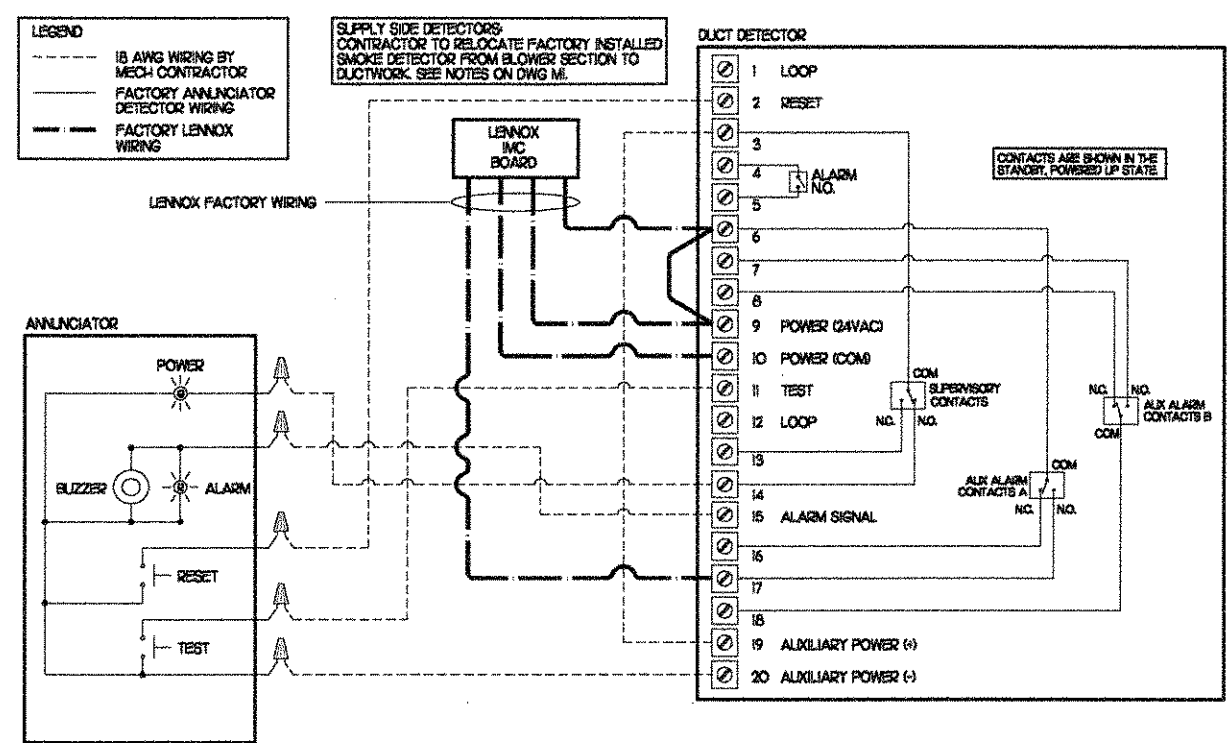 LEGEND
18 AWG WIRING BY
MECH CONTRACTOR
FACTORY ANNUNCIATOR
DETECTOR WIRING
FACTORY LENNOX
WIRING
SUPPLY SIDE DETECTORS:
CONTRACTOR TO RELOCATE FACTORY INSTALLED
SMOKE DETECTOR FROM BLOWER SECTION TO
DUCTWORK. SEE NOTES ON DWG M1.
LENNOX
IMC
BOARD
LENNOX FACTORY WIRING
DUCT DETECTOR
1 LOOP
2 RESET
3
4
ALARM
N.O.
5
6
7
8
9 POWER (24VAC)
10 POWER (COM)
11 TEST
12 LOOP
13
14
15 ALARM SIGNAL
16
17
18
19 AUXILIARY POWER (+)
20 AUXILIARY POWER (-)
CONTACTS ARE SHOWN IN THE
STANDBY, POWERED UP STATE.
COM
SUPERVISORY
CONTACTS
N.C. N.O.
N.C. N.O.
AUX ALARM
CONTACTS B
COM
COM
AUX ALARM
CONTACTS A
N.C. N.O.
ANNUNCIATOR
POWER
BUZZER
ALARM
RESET
TEST